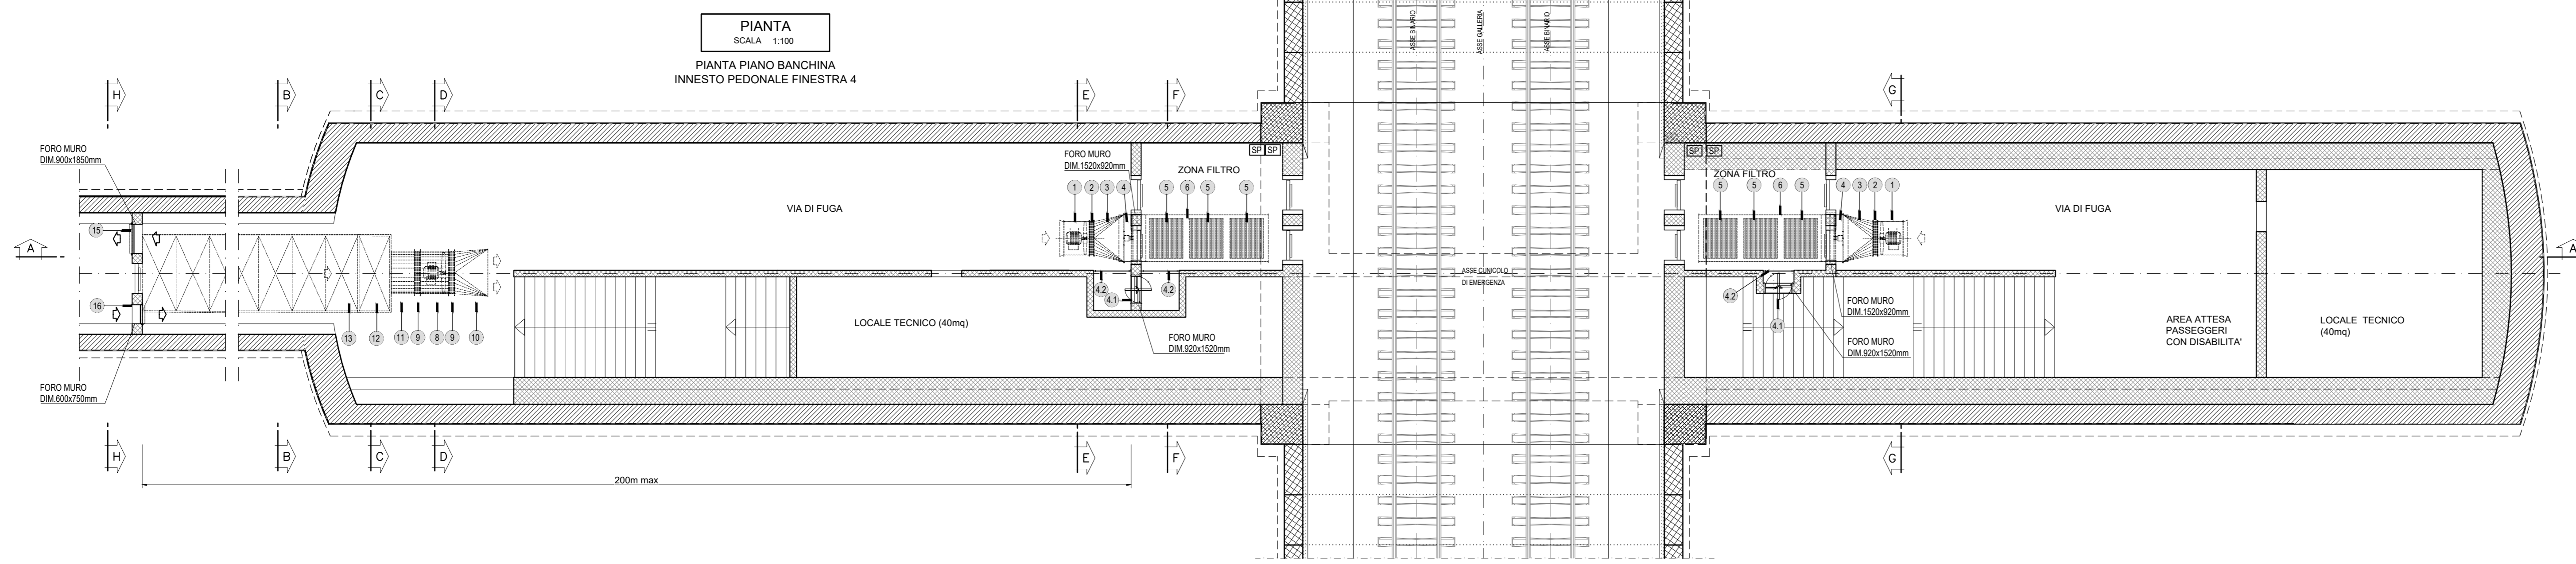 PIANTA
SCALA 1:100
PIANTA PIANO BANCHINA
INNESTO PEDONALE FINESTRA 4
ASSE BINARIO
ASSE GALLERIA
ASSE BINARIO
H
B
C
D
E
F
G
FORO MURO
DIM.900x1850mm
FORO MURO
DIM.1520x920mm
ZONA FILTRO
SP SP
SP SP
ZONA FILTRO
1 2 3 4 5 6 5 5
5 5 6 5 4 3 2 1
VIA DI FUGA
VIA DI FUGA
15
A
A
ASSE CUNICOLO
DI EMERGENZA
4.2
4.1
4.2
4.2
4.1
16
13 12 11 9 8 9 10
LOCALE TECNICO (40mq)
FORO MURO
DIM.920x1520mm
FORO MURO
DIM.1520x920mm
FORO MURO
DIM.920x1520mm
AREA ATTESA
PASSEGGERI
CON DISABILITA'
LOCALE TECNICO
(40mq)
FORO MURO
DIM.600x750mm
H
B
C
D
E
F
G
200m max